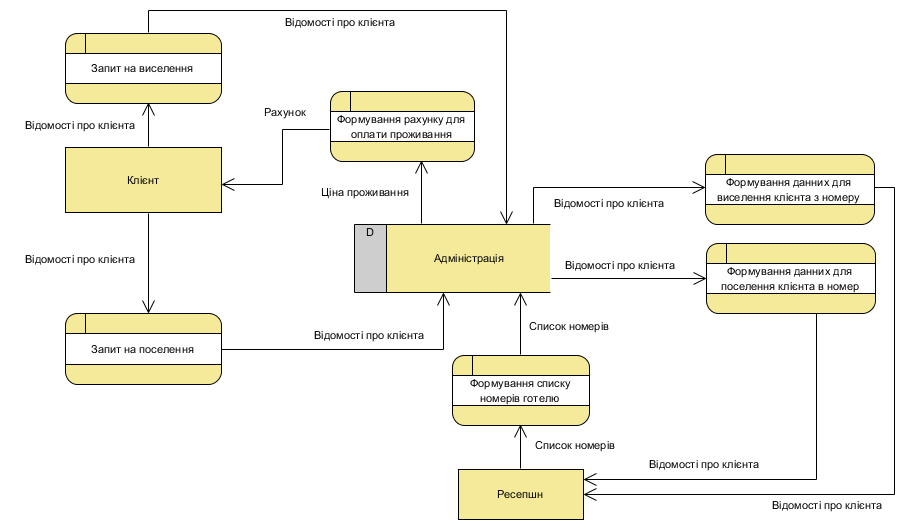 Відомості про клієнта
Запит на виселення
Відомості про клієнта
Рахунок
Формування рахунку для
оплати проживання
Клієнт
Ціна проживання
Формування данних для
виселення клієнта з номеру
Відомості про клієнта
D
Адміністрація
Відомості про клієнта
Відомості про клієнта
Формування данних для
поселення клієнта в номер
Список номерів
Відомості про клієнта
Запит на поселення
Формування списку
номерів готелю
Список номерів
Відомості про клієнта
Ресепшн
Відомості про клієнта